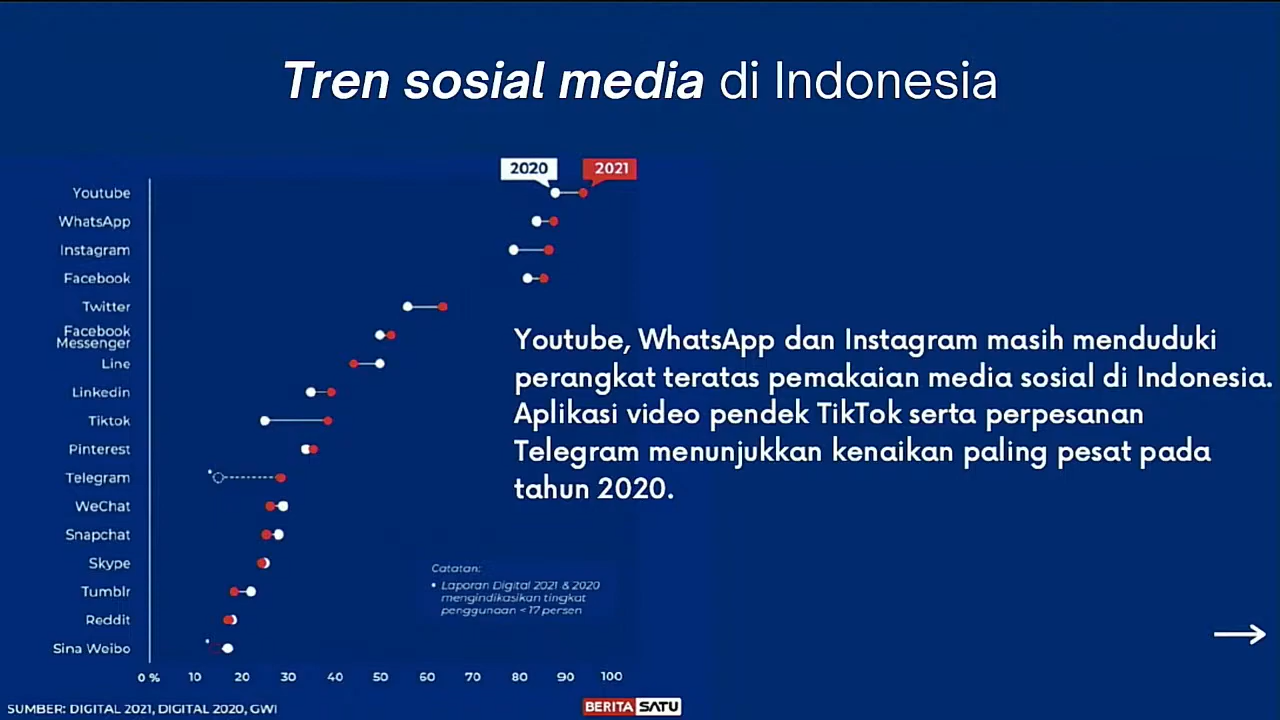 Tren sosial media di Indonesia
2020 2021
Youtube
WhatsApp
Instagram
Facebook
Twitter
Facebook
Messenger
Line
Linkedin
Tiktok
Pinterest
Telegram
WeChat
Snapchat
Skype
Tumblr
Reddit
Sina Weibo
0 % 10 20 30 40 50 60 70 80 90 100
Youtube, WhatsApp dan Instagram masih menduduki
perangkat teratas pemakaian media sosial di Indonesia.
Aplikasi video pendek TikTok serta perpesanan
Telegram menunjukkan kenaikan paling pesat pada
tahun 2020.
Catatan:
• Laporan Digital 2021 & 2020
mengindikasikan tingkat
penggunaan < 17 persen
SUMBER: DIGITAL 2021, DIGITAL 2020, GWI
BERITA SATU